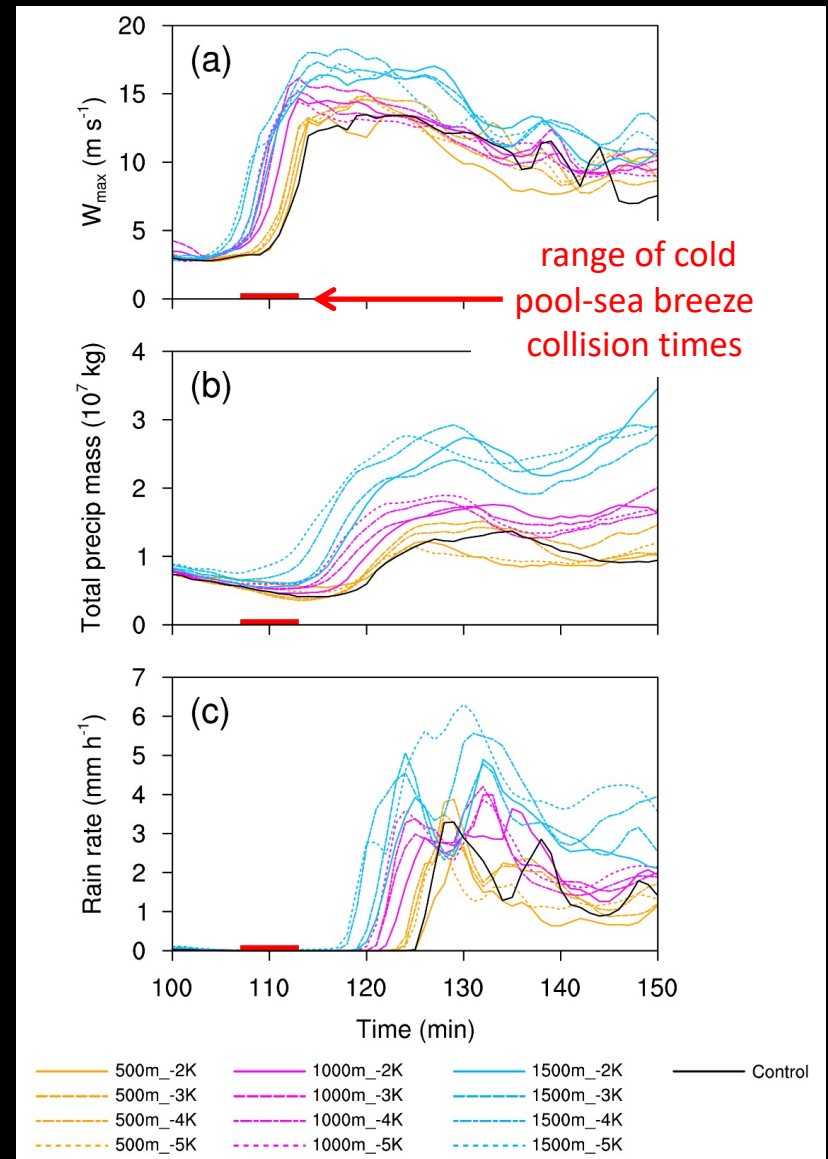 20
(a)
15
10
5
0
W_max (m s⁻¹)
range of cold
pool-sea breeze
collision times
4
(b)
3
2
1
0
Total precip mass (10⁷ kg)
7
(c)
6
5
4
3
2
1
0
Rain rate (mm h⁻¹)
100 110 120 130 140 150
Time (min)
500m_-2K 1000m_-2K 1500m_-2K Control
500m_-3K 1000m_-3K 1500m_-3K
500m_-4K 1000m_-4K 1500m_-4K
500m_-5K 1000m_-5K 1500m_-5K